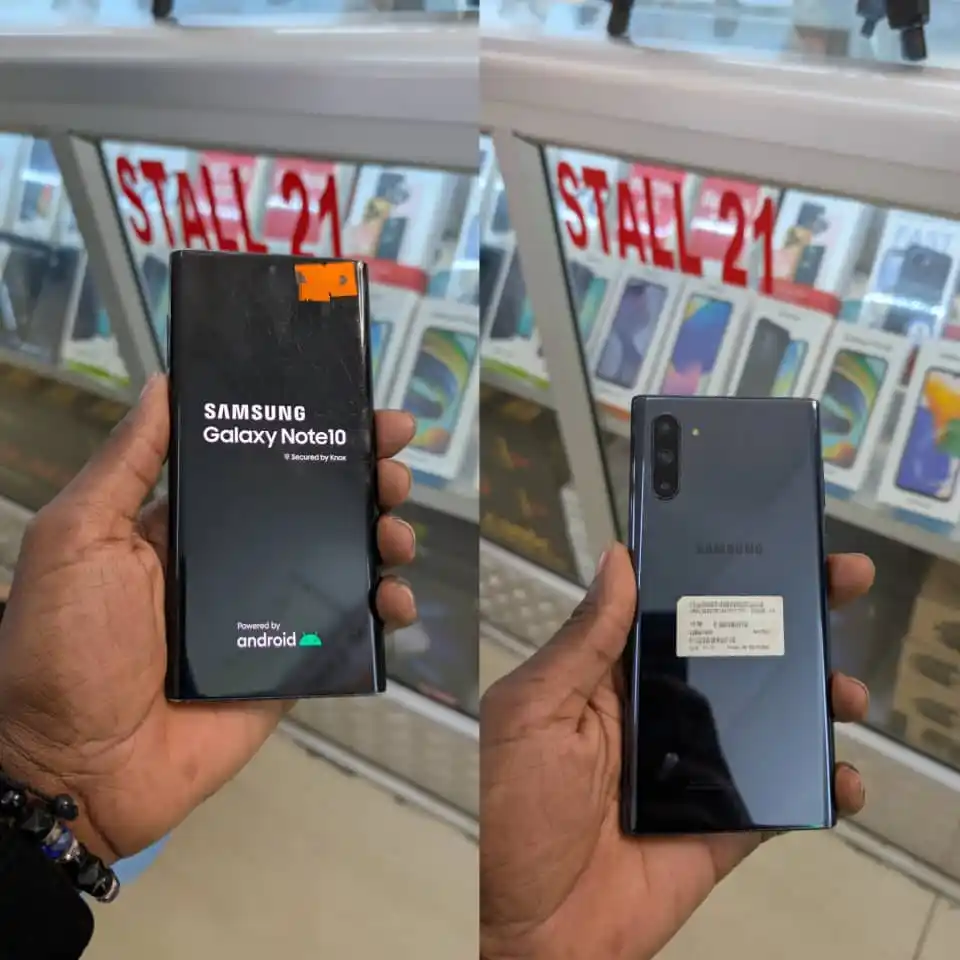 STALL 21
SAMSUNG
Galaxy Note10
Secured by Knox
Powered by
android
STALL 21
SAMSUNG